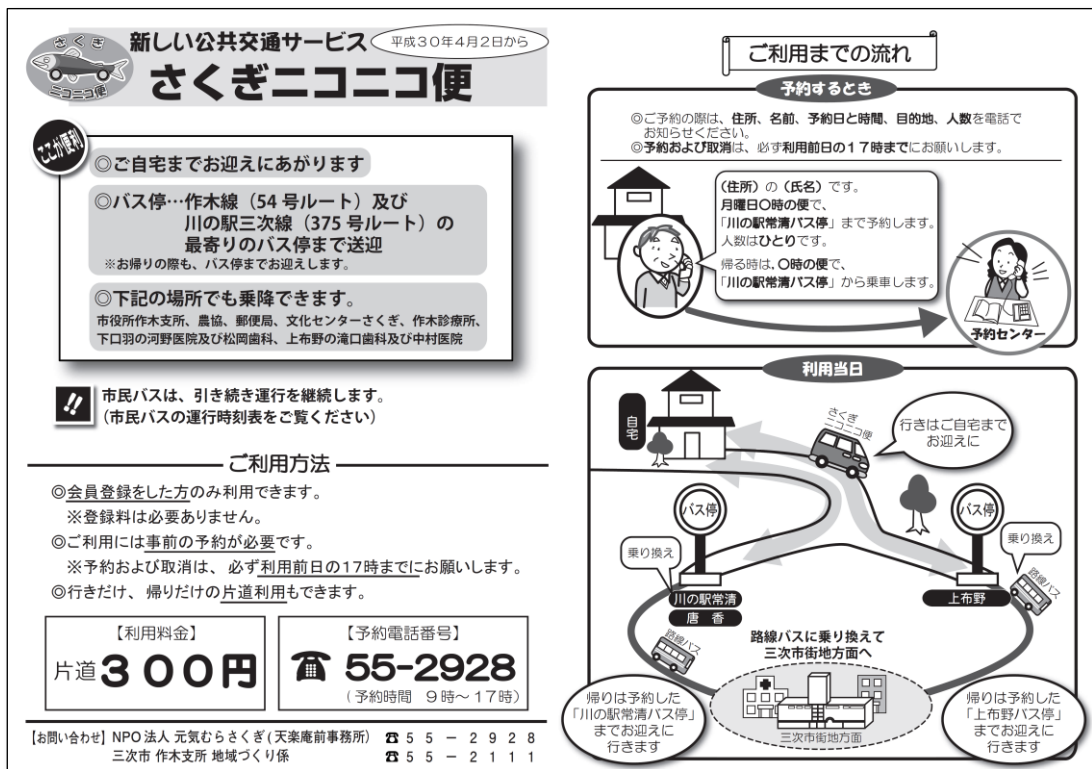 さくぎ
ニコニコ便
新しい公共交通サービス
平成30年4月2日から
さくぎニコニコ便
ここが便利
◎ご自宅までお迎えにあがります
◎バス停…作木線（54号ルート）及び
川の駅三次線（375号ルート）の
最寄りのバス停まで送迎
※お帰りの際も、バス停までお迎えします。
◎下記の場所でも乗降できます。
市役所作木支所、農協、郵便局、文化センターさくぎ、作木診療所、
下口羽の河野医院及び松岡歯科、上布野の滝口歯科及び中村医院
!!
市民バスは、引き続き運行を継続します。
（市民バスの運行時刻表をご覧ください）
ご利用方法
◎会員登録をした方のみ利用できます。
※登録料は必要ありません。
◎ご利用には事前の予約が必要です。
※予約および取消は、必ず利用前日の17時までにお願いします。
◎行きだけ、帰りだけの片道利用もできます。
【利用料金】
片道300円
【予約電話番号】
☎ 55-2928
（予約時間　9時～17時）
【お問い合わせ】NPO法人 元気むらさくぎ（天楽庵前事務所）　☎55－2928
三次市 作木支所 地域づくり係　☎55－2111
ご利用までの流れ
予約するとき
◎ご予約の際は、住所、名前、予約日と時間、目的地、人数を電話で
お知らせください。
◎予約および取消は、必ず利用前日の17時までにお願いします。
（住所）の（氏名）です。
月曜日〇時の便で、
「川の駅常清バス停」まで予約します。
人数はひとりです。
帰る時は、〇時の便で、
「川の駅常清バス停」から乗車します。
予約センター
利用当日
自宅
さくぎ
ニコニコ便
行きはご自宅まで
お迎えに
バス停
バス停
乗り換え
乗り換え
川の駅常清
唐香
上布野
路線バス
路線バス
路線バスに乗り換えて
三次市街地方面へ
三次市街地方面
帰りは予約した
「川の駅常清バス停」
までお迎えに
行きます
帰りは予約した
「上布野バス停」
までお迎えに
行きます